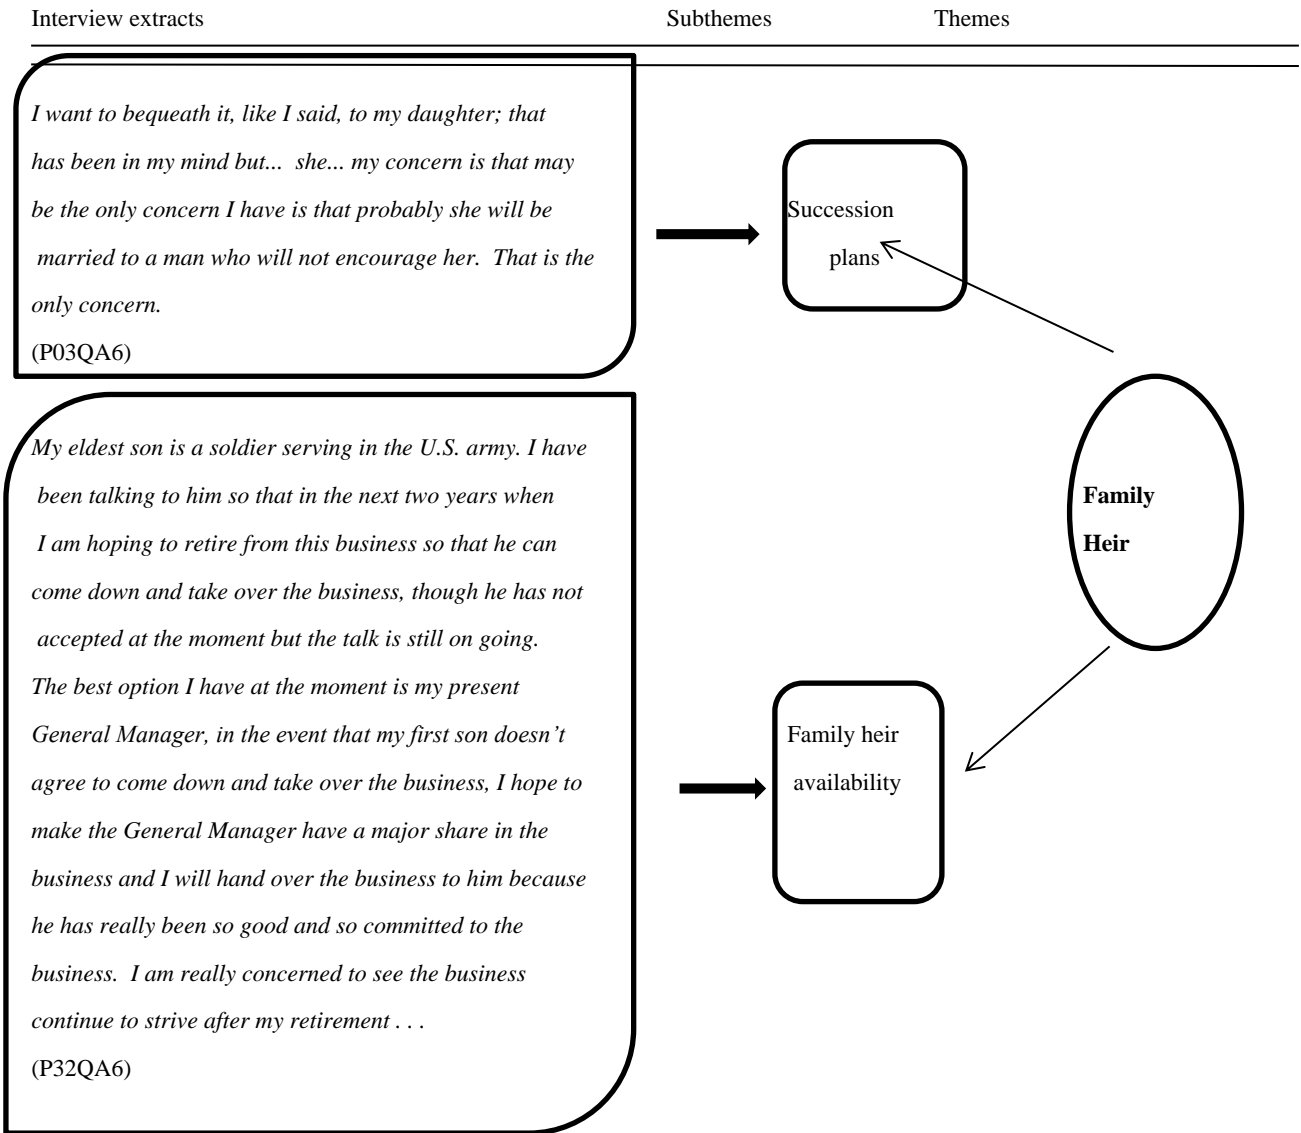 Interview extracts Subthemes Themes
I want to bequeath it, like I said, to my daughter; that
has been in my mind but... she... my concern is that may
be the only concern I have is that probably she will be
married to a man who will not encourage her. That is the
only concern.
(P03QA6)
Succession
plans
My eldest son is a soldier serving in the U.S. army. I have
been talking to him so that in the next two years when
I am hoping to retire from this business so that he can
come down and take over the business, though he has not
accepted at the moment but the talk is still on going.
The best option I have at the moment is my present
General Manager, in the event that my first son doesn’t
agree to come down and take over the business, I hope to
make the General Manager have a major share in the
business and I will hand over the business to him because
he has really been so good and so committed to the
business. I am really concerned to see the business
continue to strive after my retirement . . .
(P32QA6)
Family heir
availability
Family
Heir